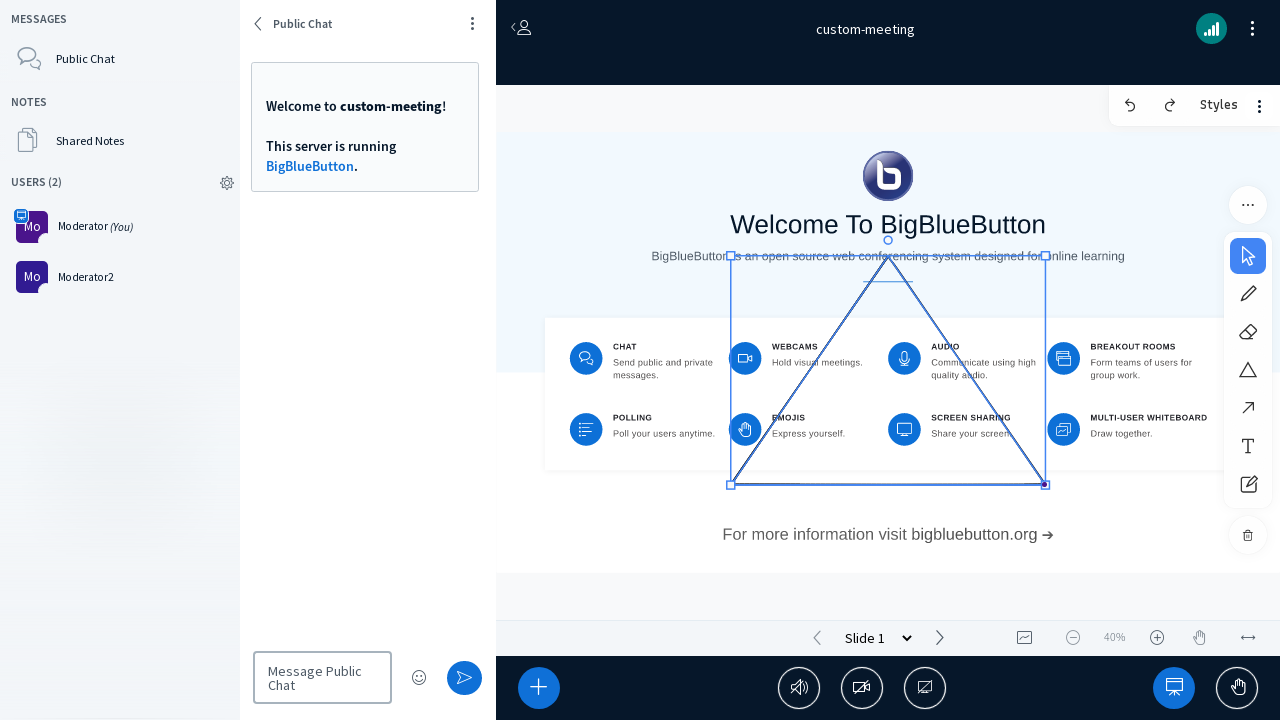 MESSAGES
Public Chat
NOTES
Shared Notes
USERS (2)
Mo
Moderator (You)
Mo
Moderator2
Public Chat
Welcome to custom-meeting!
This server is running
BigBlueButton.
Message Public
Chat
custom-meeting
Styles
b
Welcome To BigBlueButton
BigBlueButton is an open source web conferencing system designed for online learning
CHAT
Send public and private
messages.
WEBCAMS
Hold visual meetings.
AUDIO
Communicate using high
quality audio.
BREAKOUT ROOMS
Form teams of users for
group work.
POLLING
Poll your users anytime.
EMOJIS
Express yourself.
SCREEN SHARING
Share your screen.
MULTI-USER WHITEBOARD
Draw together.
For more information visit bigbluebutton.org ➔
Slide 1
40%